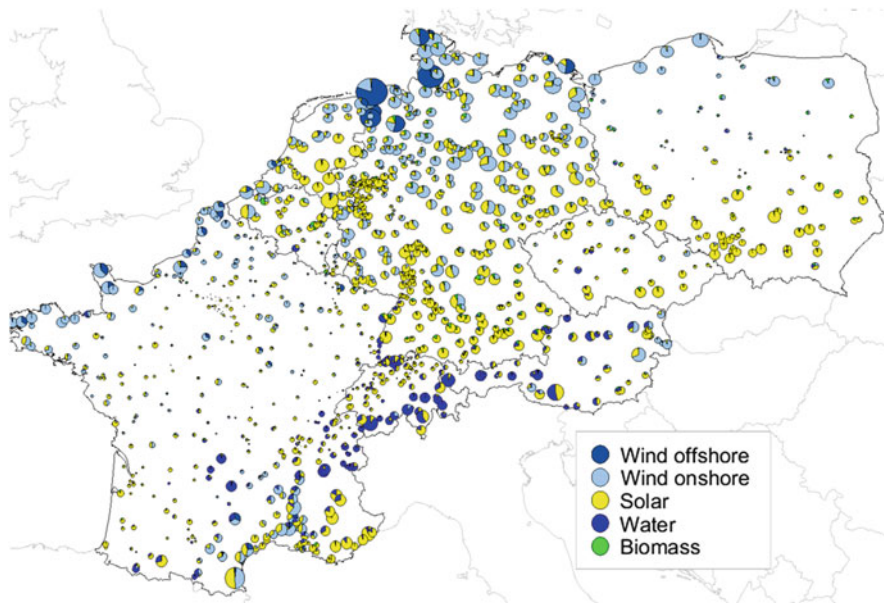 Wind offshore
Wind onshore
Solar
Water
Biomass